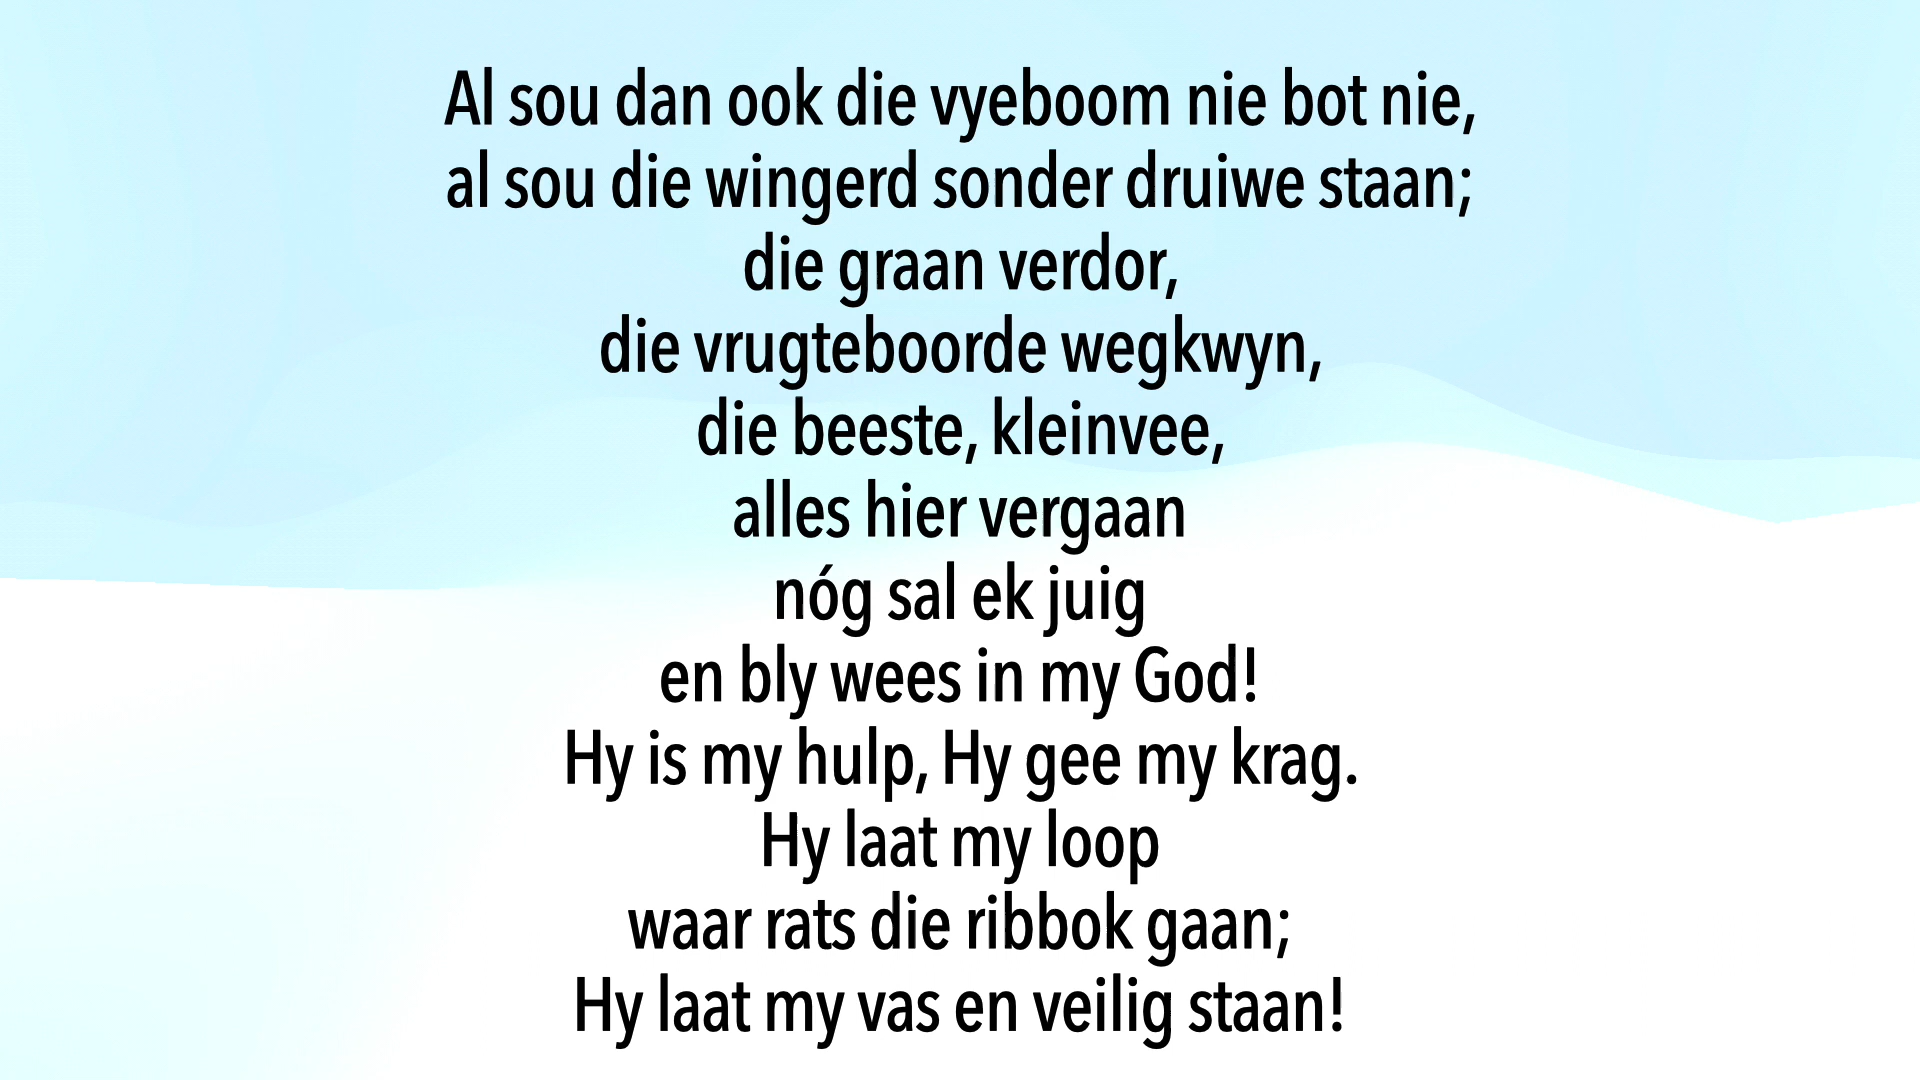 Al sou dan ook die vyeboom nie bot nie,
al sou die wingerd sonder druiwe staan;
die graan verdor,
die vrugteboorde wegkwyn,
die beeste, kleinvee,
alles hier vergaan
nóg sal ek juig
en bly wees in my God!
Hy is my hulp, Hy gee my krag.
Hy laat my loop
waar rats die ribbok gaan;
Hy laat my vas en veilig staan!